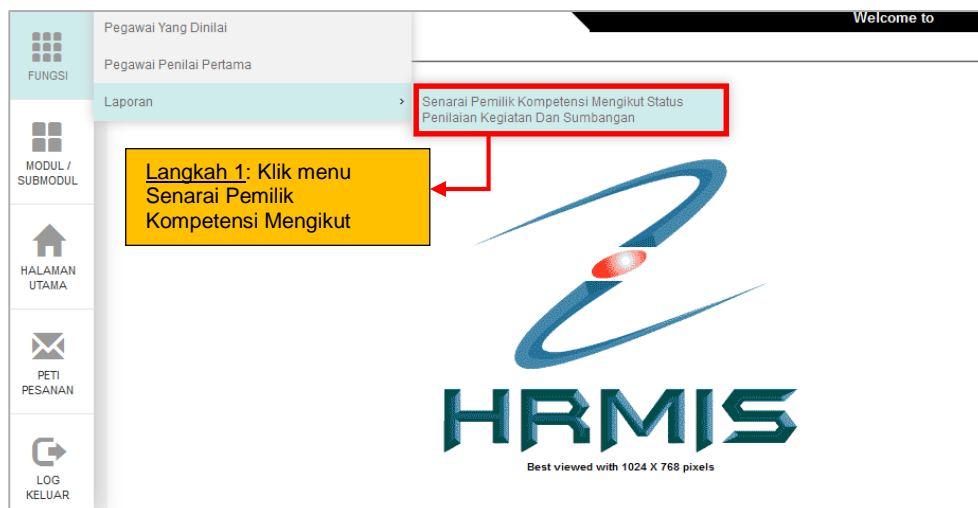 Welcome to
FUNGSI
Pegawai Yang Dinilai
Pegawai Penilai Pertama
Laporan
Senarai Pemilik Kompetensi Mengikut Status
Penilaian Kegiatan Dan Sumbangan
MODUL /
SUBMODUL
Langkah 1: Klik menu
Senarai Pemilik
Kompetensi Mengikut
HALAMAN
UTAMA
PETI
PESANAN
LOG
KELUAR
HRMIS
Best viewed with 1024 X 768 pixels